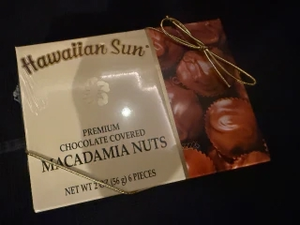 Hawaiian Sun®
PREMIUM
CHOCOLATE COVERED
MACADAMIA NUTS
NET WT 2 OZ (56 g) 6 PIECES